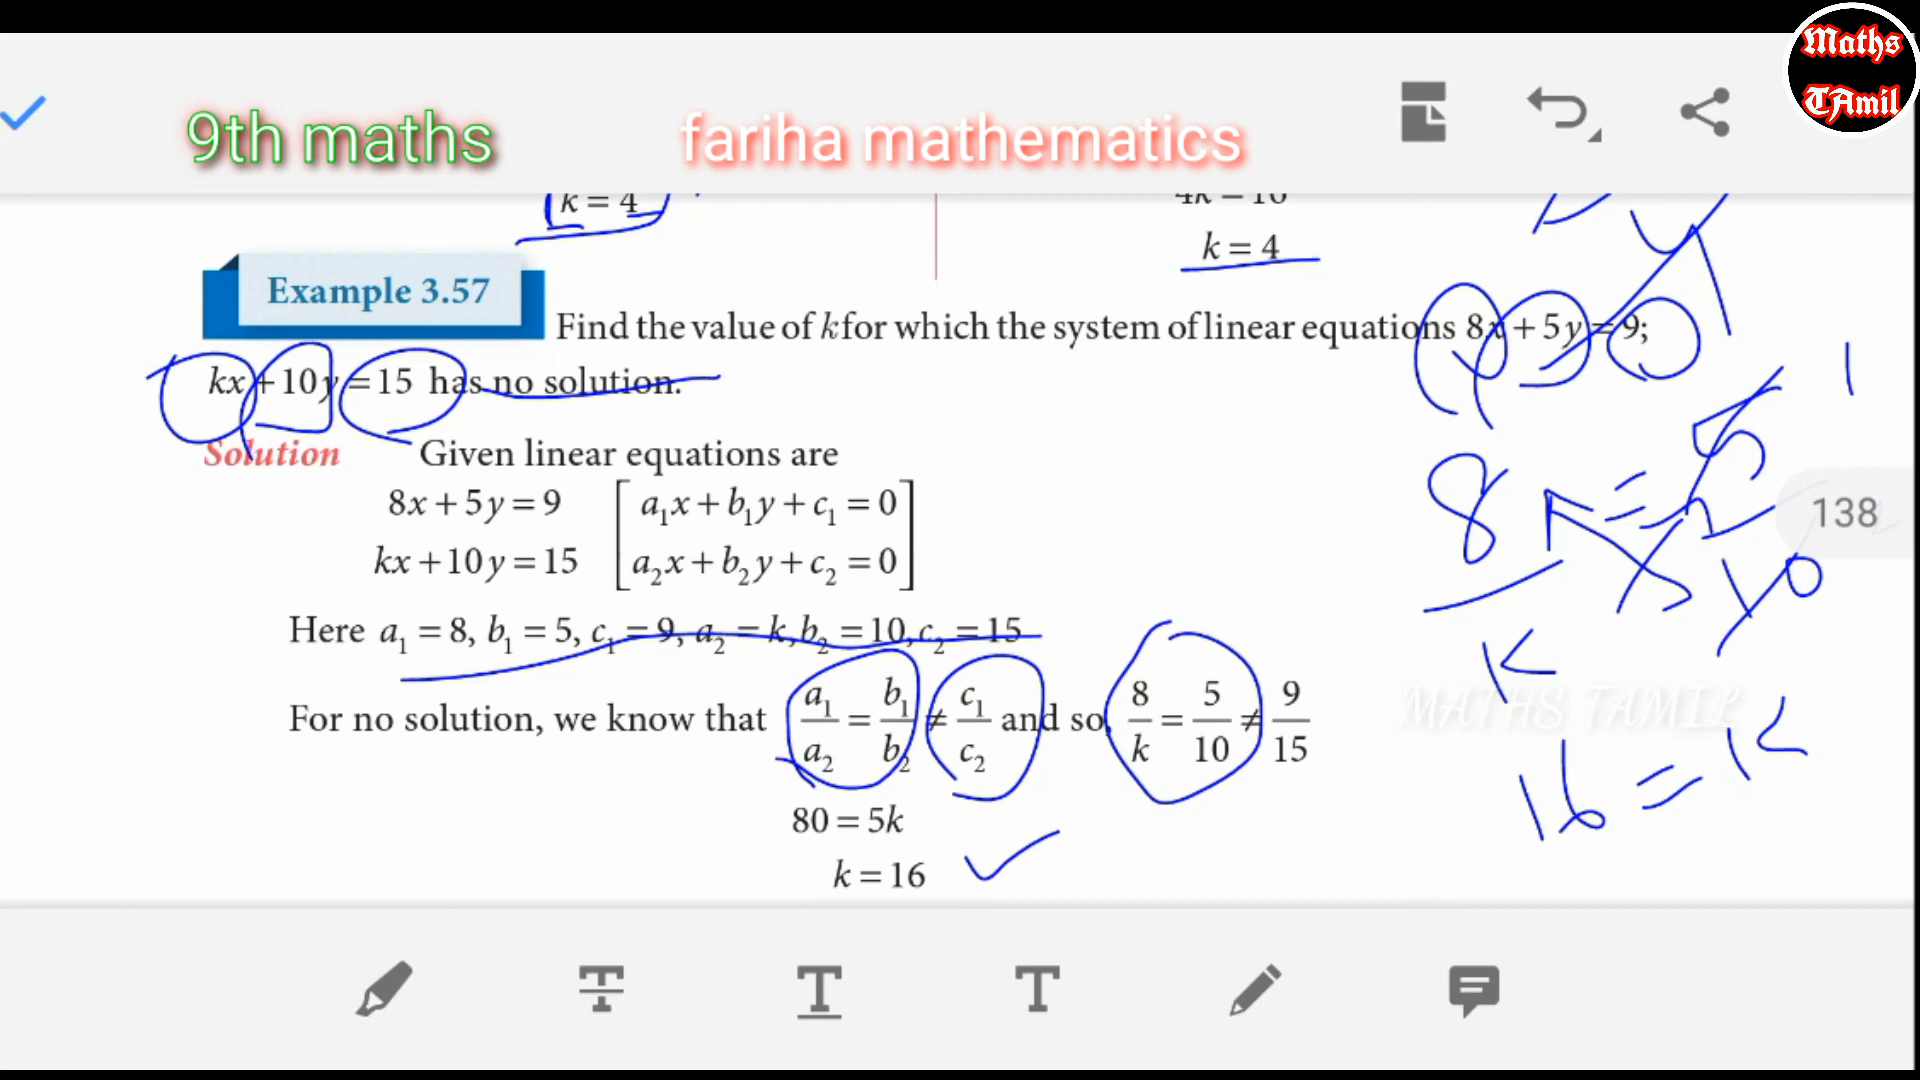 Maths
TAmil
9th maths
fariha mathematics
k = 4
4k = 16
k = 4
Example 3.57
Find the value of k for which the system of linear equations 8x + 5y = 9;
kx + 10y = 15 has no solution.
Solution
Given linear equations are
8x + 5y = 9 [a₁x + b₁y + c₁ = 0]
kx + 10y = 15 [a₂x + b₂y + c₂ = 0]
Here a₁ = 8, b₁ = 5, c₁ = 9, a₂ = k, b₂ = 10, c₂ = 15
For no solution, we know that a₁/a₂ = b₁/b₂ ≠ c₁/c₂ and so, 8/k = 5/10 ≠ 9/15
80 = 5k
k = 16
138
8
K
MATHS TAMIL
16 = K